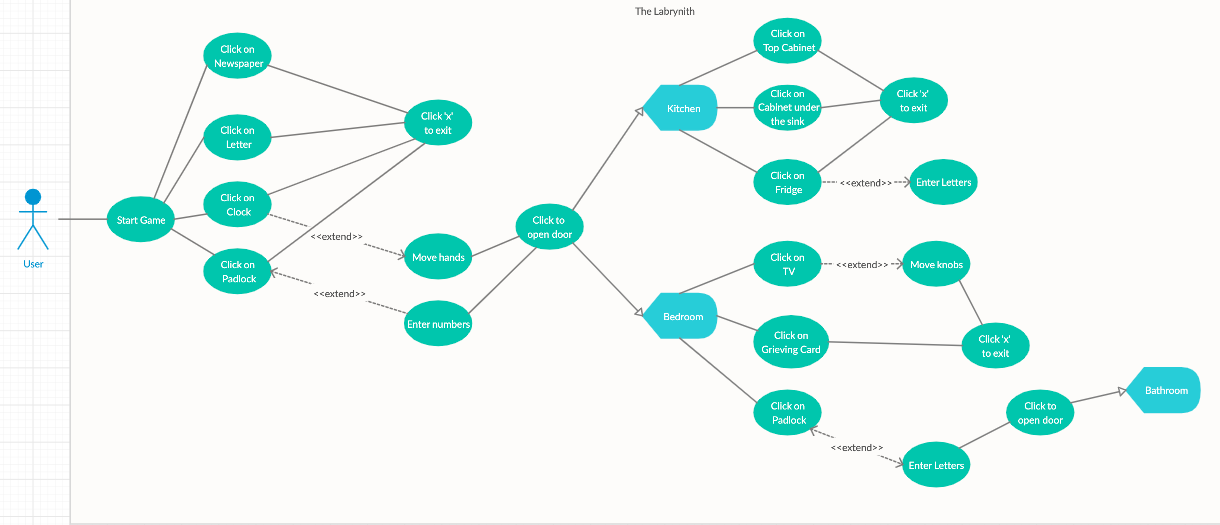 The Labrynith
User
Start Game
Click on
Newspaper
Click on
Letter
Click on
Clock
Click on
Padlock
Click 'x'
to exit
<<extend>>
Move hands
<<extend>>
Enter numbers
Click to
open door
Kitchen
Click on
Top Cabinet
Click on
Cabinet under
the sink
Click on
Fridge
Click 'x'
to exit
<<extend>>
Enter Letters
Bedroom
Click on
TV
<<extend>>
Move knobs
Click on
Grieving Card
Click 'x'
to exit
Click on
Padlock
<<extend>>
Enter Letters
Click to
open door
Bathroom